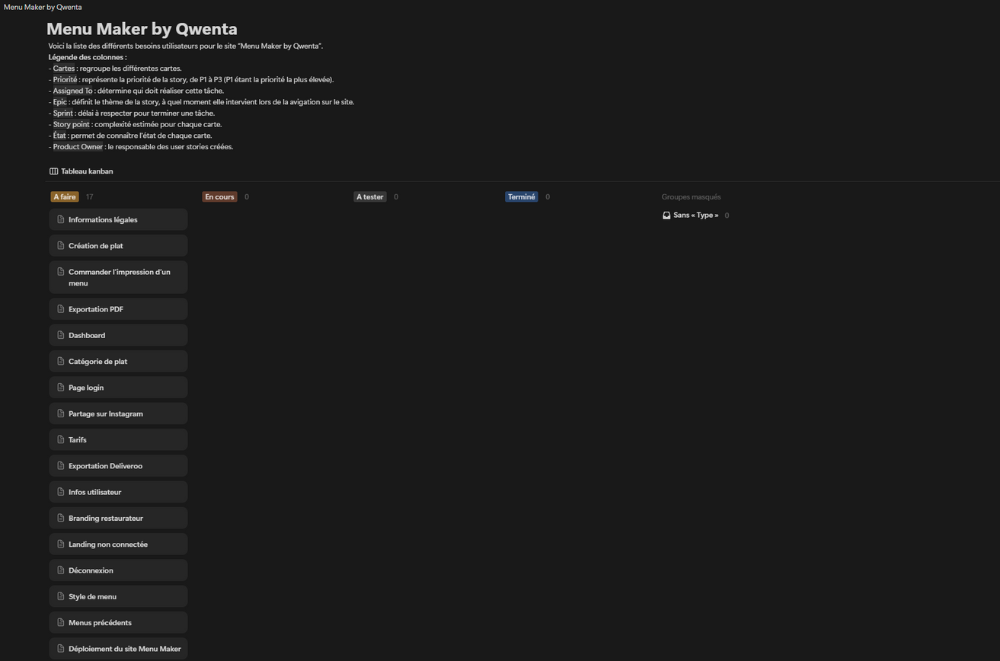 Menu Maker by Qwenta
Menu Maker by Qwenta
Voici la liste des différents besoins utilisateurs pour le site "Menu Maker by Qwenta".
Légende des colonnes :
- Cartes : regroupe les différentes cartes.
- Priorité : représente la priorité de la story, de P1 à P3 (P1 étant la priorité la plus élevée).
- Assigned To : détermine qui doit réaliser cette tâche.
- Epic : définit le thème de la story, à quel moment elle intervient lors de la avigation sur le site.
- Sprint : délai à respecter pour terminer une tâche.
- Story point : complexité estimée pour chaque carte.
- État : permet de connaître l'état de chaque carte.
- Product Owner : le responsable des user stories créées.
Tableau kanban
A faire 17 En cours 0 A tester 0 Terminé 0 Groupes masqués
Sans « Type » 0
Informations légales
Création de plat
Commander l'impression d'un
menu
Exportation PDF
Dashboard
Catégorie de plat
Page login
Partage sur Instagram
Tarifs
Exportation Deliveroo
Infos utilisateur
Branding restaurateur
Landing non connectée
Déconnexion
Style de menu
Menus précédents
Déploiement du site Menu Maker